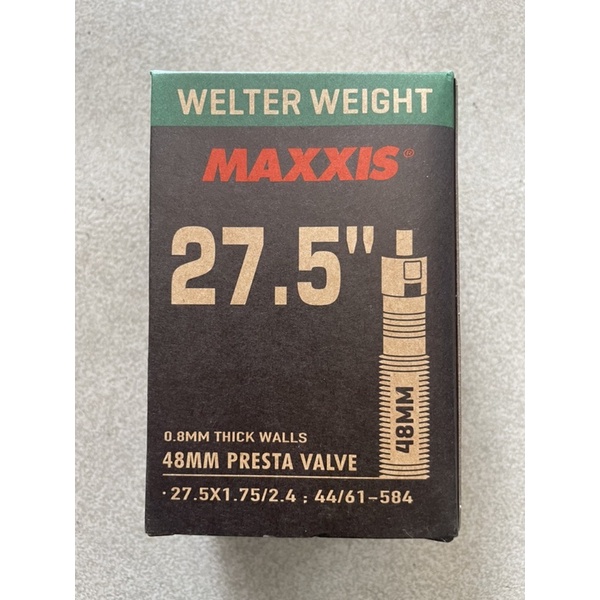 WELTER WEIGHT
MAXXIS®
27.5"
48MM
0.8MM THICK WALLS
48MM PRESTA VALVE
·27.5X1.75/2.4 ; 44/61-584